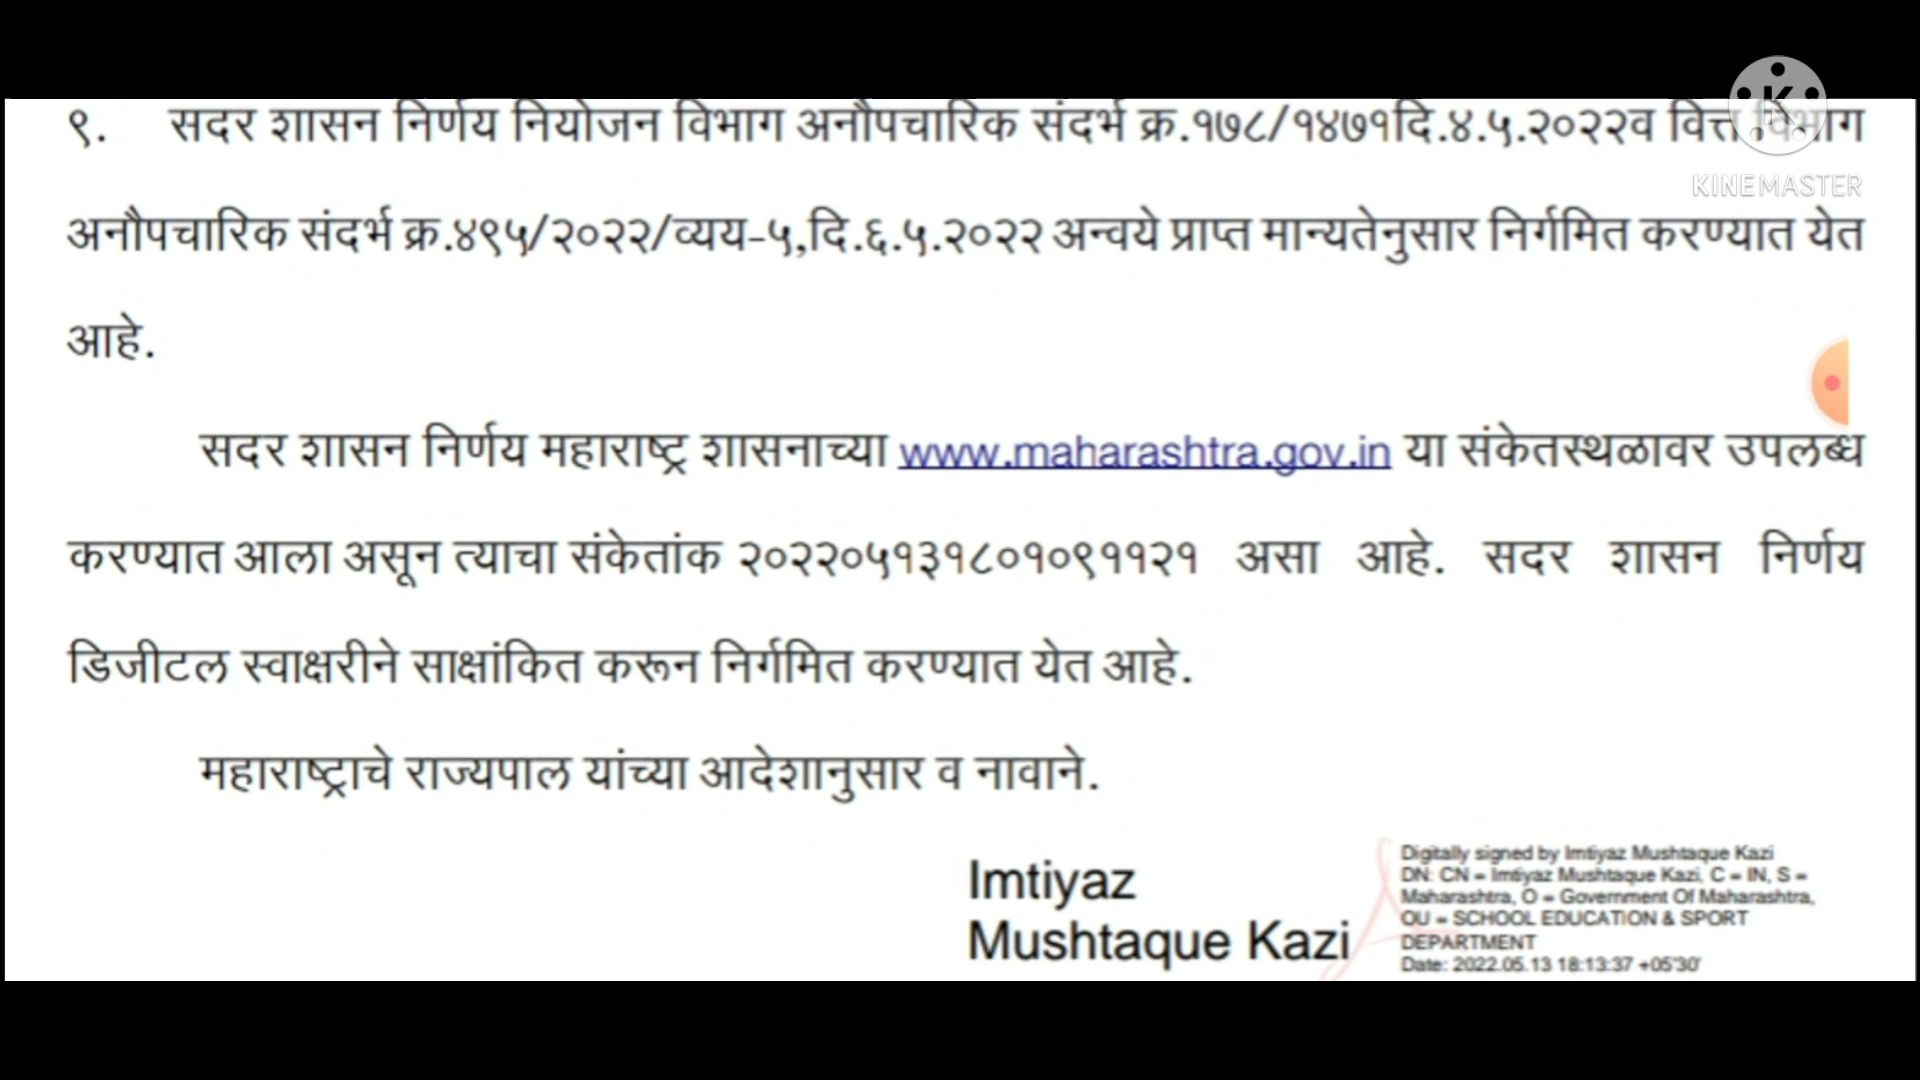 ९. सदर शासन निर्णय नियोजन विभाग अनौपचारिक संदर्भ क्र.१७८/१४७१दि.४.५.२०२२व वित्त विभाग
KINEMASTER
अनौपचारिक संदर्भ क्र.४९५/२०२२/व्यय-५,दि.६.५.२०२२ अन्वये प्राप्त मान्यतेनुसार निर्गमित करण्यात येत
आहे.
सदर शासन निर्णय महाराष्ट्र शासनाच्या www.maharashtra.gov.in या संकेतस्थळावर उपलब्ध
करण्यात आला असून त्याचा संकेतांक २०२२०५१३१८०१०९११२१ असा आहे. सदर शासन निर्णय
डिजीटल स्वाक्षरीने साक्षांकित करून निर्गमित करण्यात येत आहे.
महाराष्ट्राचे राज्यपाल यांच्या आदेशानुसार व नावाने.
Imtiyaz
Mushtaque Kazi
Digitally signed by Imtiyaz Mushtaque Kazi
DN: CN = Imtiyaz Mushtaque Kazi, C = IN, S =
Maharashtra, O = Government Of Maharashtra,
OU = SCHOOL EDUCATION & SPORT
DEPARTMENT
Date: 2022.05.13 18:13:37 +05'30'